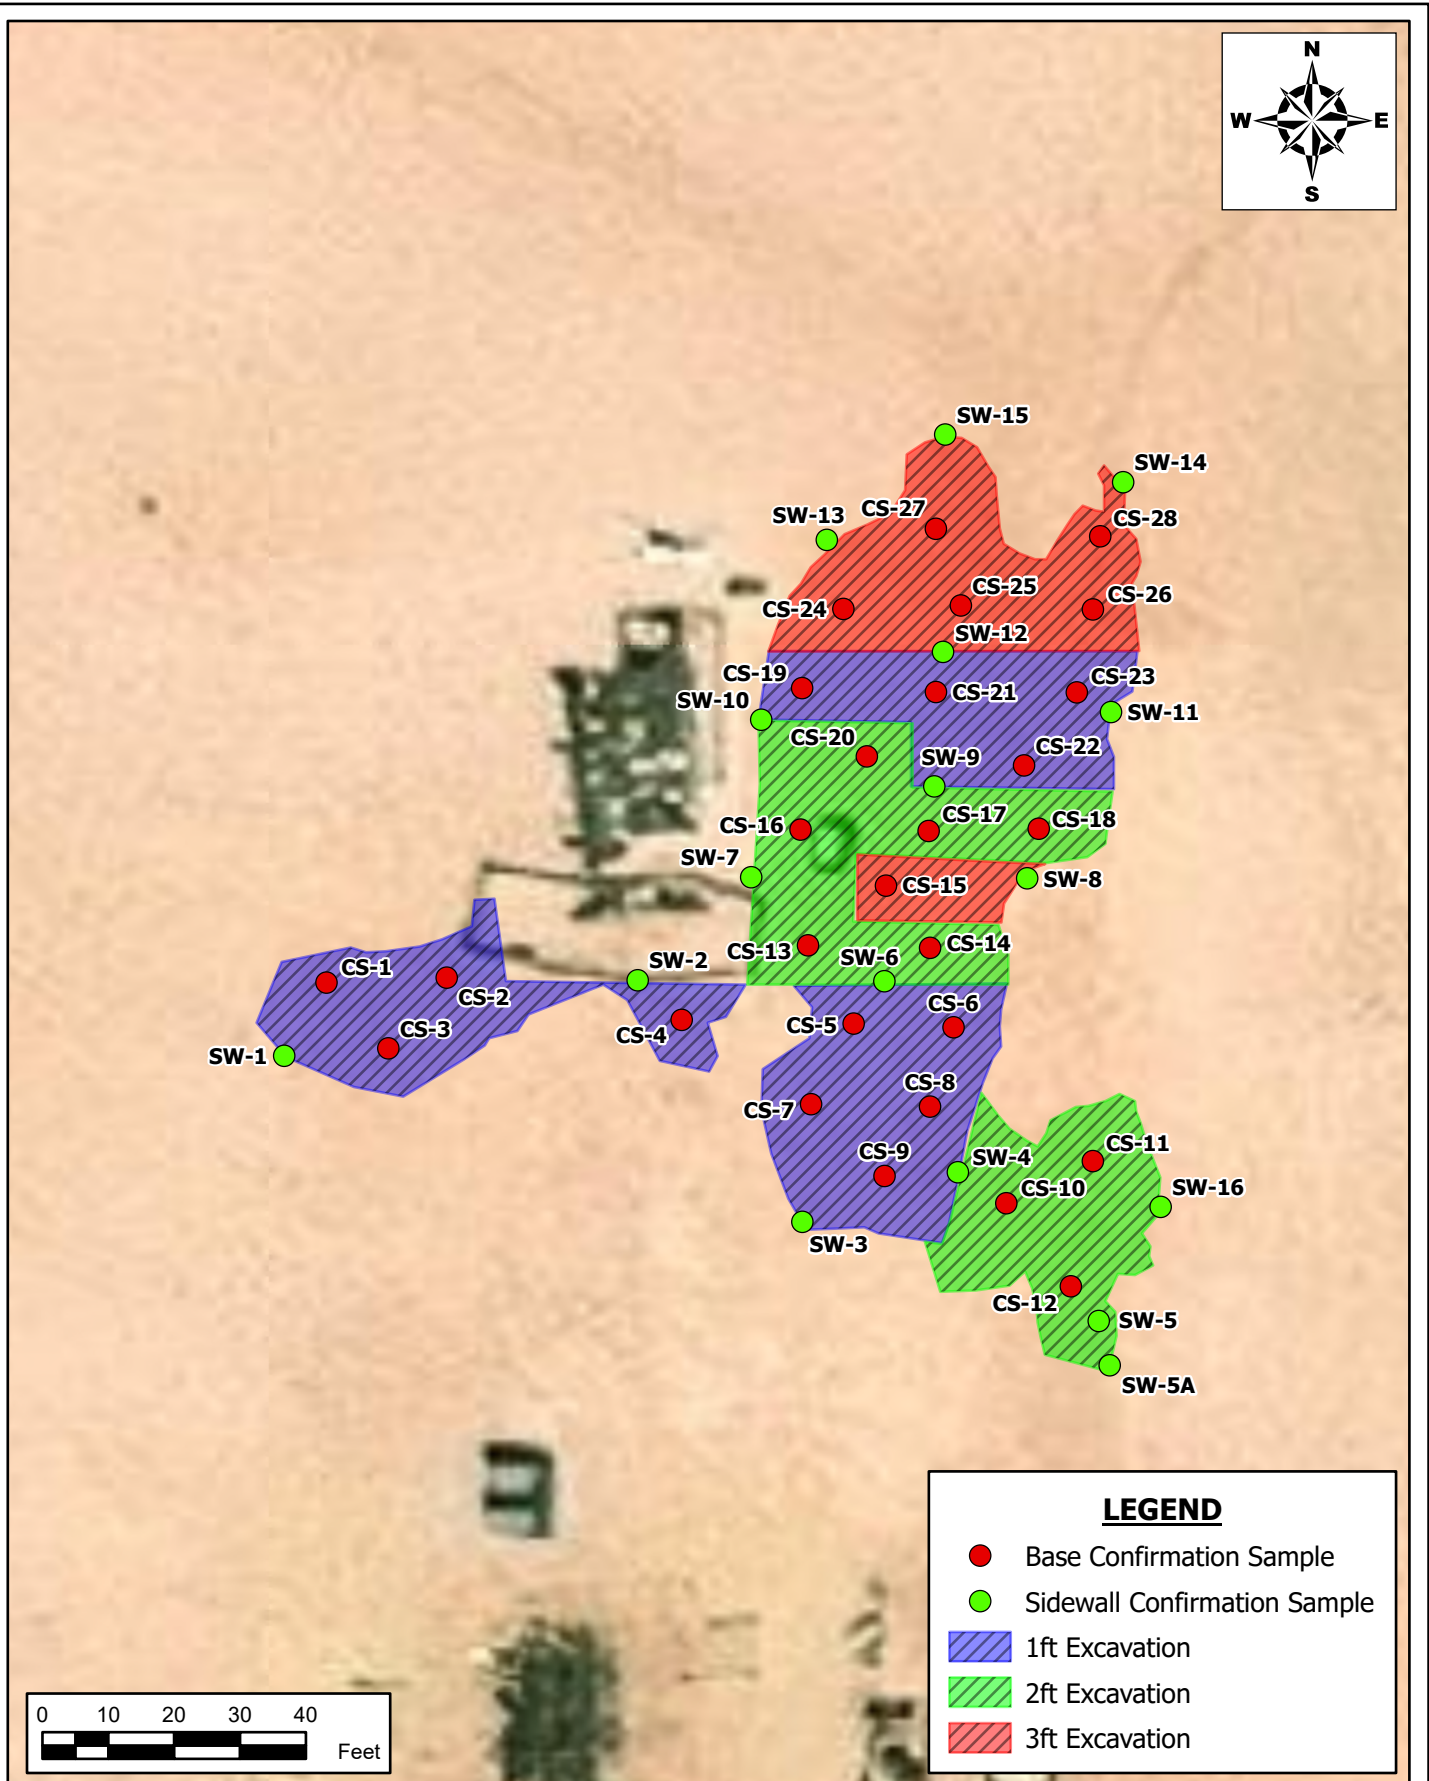 N
W E
S
SW-15
SW-14
CS-27
SW-13
CS-28
CS-25
CS-26
CS-24
SW-12
CS-19
CS-23
CS-21
SW-10
SW-11
CS-20
CS-22
SW-9
CS-17
CS-18
CS-16
SW-7
CS-15
SW-8
CS-14
CS-13
SW-6
SW-2
CS-1
CS-2
CS-6
CS-5
CS-4
CS-3
SW-1
CS-8
CS-7
CS-11
CS-9
SW-4
SW-16
CS-10
SW-3
CS-12
SW-5
SW-5A
LEGEND
Base Confirmation Sample
Sidewall Confirmation Sample
1ft Excavation
2ft Excavation
3ft Excavation
0 10 20 30 40
Feet